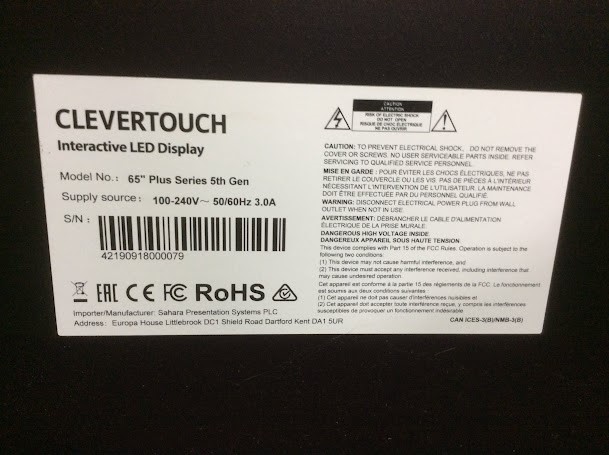 CLEVERTOUCH
Interactive LED Display
Model No.: 65" Plus Series 5th Gen
Supply source: 100-240V~ 50/60Hz 3.0A
S/N :
42190918000079
EAC CE FC RoHS
Importer/Manufacturer: Sahara Presentation Systems PLC
Address: Europa House Littlebrook DC1 Shield Road Dartford Kent DA1 5UR
CAUTION
ATTENTION
RISK OF ELECTRIC SHOCK
DO NOT OPEN
RISQUE DE CHOC ÉLECTRIQUE
NE PAS OUVRIR
CAUTION: TO PREVENT ELECTRICAL SHOCK, DO NOT REMOVE THE
COVER OR SCREWS. NO USER SERVICEABLE PARTS INSIDE. REFER
SERVICING TO QUALIFIED SERVICE PERSONNEL.
MISE EN GARDE : POUR ÉVITER LES CHOCS ÉLECTRIQUES, NE PAS
RETIRER LE COUVERCLE OU LES VIS. PAS DE PIÈCES À L'INTÉRIEUR
NÉCESSITANT L'INTERVENTION DE L'UTILISATEUR. LA MAINTENANCE
DOIT ÊTRE EFFECTUÉE PAR DU PERSONNEL QUALIFIÉ.
WARNING: DISCONNECT ELECTRICAL POWER PLUG FROM WALL
OUTLET WHEN NOT IN USE.
AVERTISSEMENT: DÉBRANCHER LE CABLE D'ALIMENTATION
ÉLECTRIQUE DE LA PRISE MURALE.
DANGEROUS HIGH VOLTAGE INSIDE
DANGEREUX APPAREIL SOUS HAUTE TENSION
This device complies with Part 15 of the FCC Rules. Operation is subject to the
following two conditions:
(1) This device may not cause harmful interference, and
(2) This device must accept any interference received, including interference that
may cause undesired operation.
Cet appareil est conforme à la partie 15 des règlements de la FCC. Le fonctionnement
est soumis aux deux conditions suivantes
(1) Cet appareil ne doit pas causer d'interférences nuisibles et
(2) Cet appareil doit accepter toute interférence reçue, y compris les interférences
susceptibles de provoquer un fonctionnement indésirable
CAN ICES-3(B)/NMB-3(B)